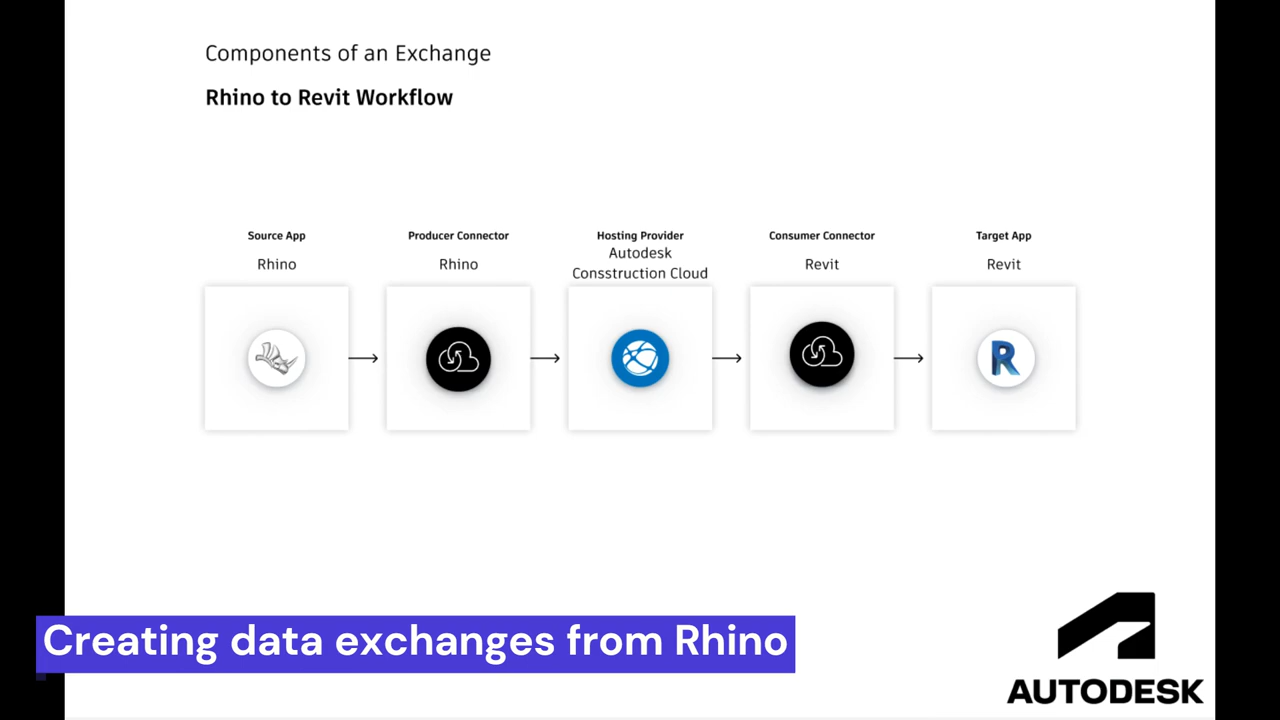 Components of an Exchange
Rhino to Revit Workflow
Source App
Producer Connector
Hosting Provider
Consumer Connector
Target App
Rhino
Rhino
Autodesk
Consstruction Cloud
Revit
Revit
R
Creating data exchanges from Rhino
AUTODESK